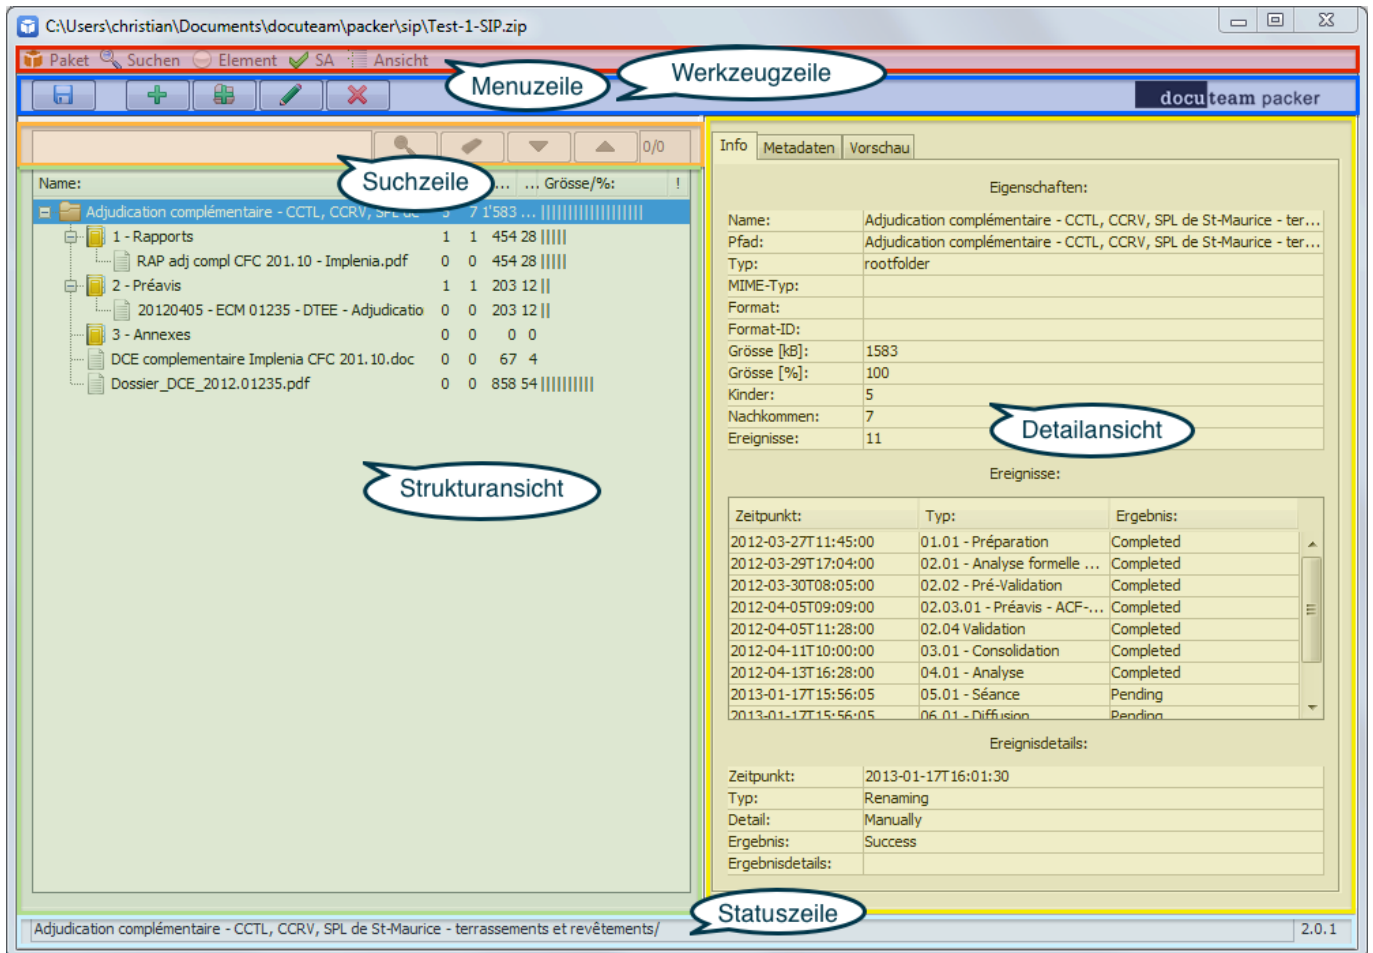 C:\Users\christian\Documents\docuteam\packer\sip\Test-1-SIP.zip
Paket Suchen Element SA Ansicht
Menuzeile
Werkzeugzeile
docuteam packer
0/0
Suchzeile
Name: ... ... Grösse/%: !
Adjudication complémentaire - CCTL, CCRV, SPL de 5 7 1'583 ...
1 - Rapports 1 1 454 28
RAP adj compl CFC 201.10 - Implenia.pdf 0 0 454 28
2 - Préavis 1 1 203 12
20120405 - ECM 01235 - DTEE - Adjudicatio 0 0 203 12
3 - Annexes 0 0 0 0
DCE complementaire Implenia CFC 201.10.doc 0 0 67 4
Dossier_DCE_2012.01235.pdf 0 0 858 54
Strukturansicht
Info Metadaten Vorschau
Eigenschaften:
Name: Adjudication complémentaire - CCTL, CCRV, SPL de St-Maurice - ter...
Pfad: Adjudication complémentaire - CCTL, CCRV, SPL de St-Maurice - ter...
Typ: rootfolder
MIME-Typ:
Format:
Format-ID:
Grösse [kB]: 1583
Grösse [%]: 100
Kinder: 5
Nachkommen: 7
Ereignisse: 11
Detailansicht
Ereignisse:
Zeitpunkt: Typ: Ergebnis:
2012-03-27T11:45:00 01.01 - Préparation Completed
2012-03-29T17:04:00 02.01 - Analyse formelle ... Completed
2012-03-30T08:05:00 02.02 - Pré-Validation Completed
2012-04-05T09:09:00 02.03.01 - Préavis - ACF-... Completed
2012-04-05T11:28:00 02.04 Validation Completed
2012-04-11T10:00:00 03.01 - Consolidation Completed
2012-04-13T16:28:00 04.01 - Analyse Completed
2013-01-17T15:56:05 05.01 - Séance Pending
2013-01-17T15:56:05 06.01 - Diffusion Pending
Ereignisdetails:
Zeitpunkt: 2013-01-17T16:01:30
Typ: Renaming
Detail: Manually
Ergebnis: Success
Ergebnisdetails:
Statuszeile
Adjudication complémentaire - CCTL, CCRV, SPL de St-Maurice - terrassements et revêtements/ 2.0.1